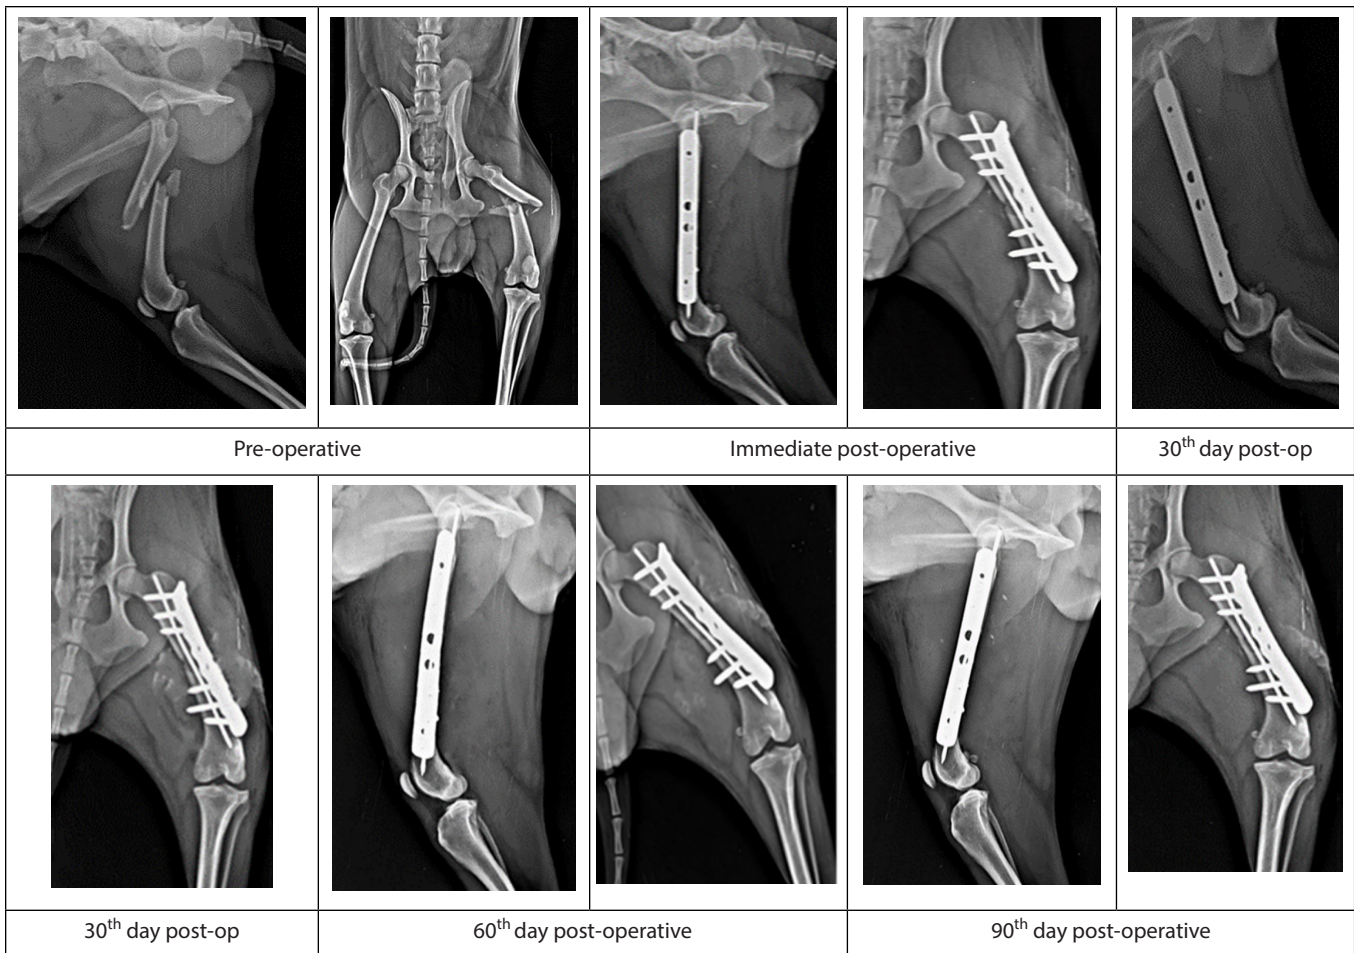 Pre-operative
Immediate post-operative
30th day post-op
30th day post-op
60th day post-operative
90th day post-operative